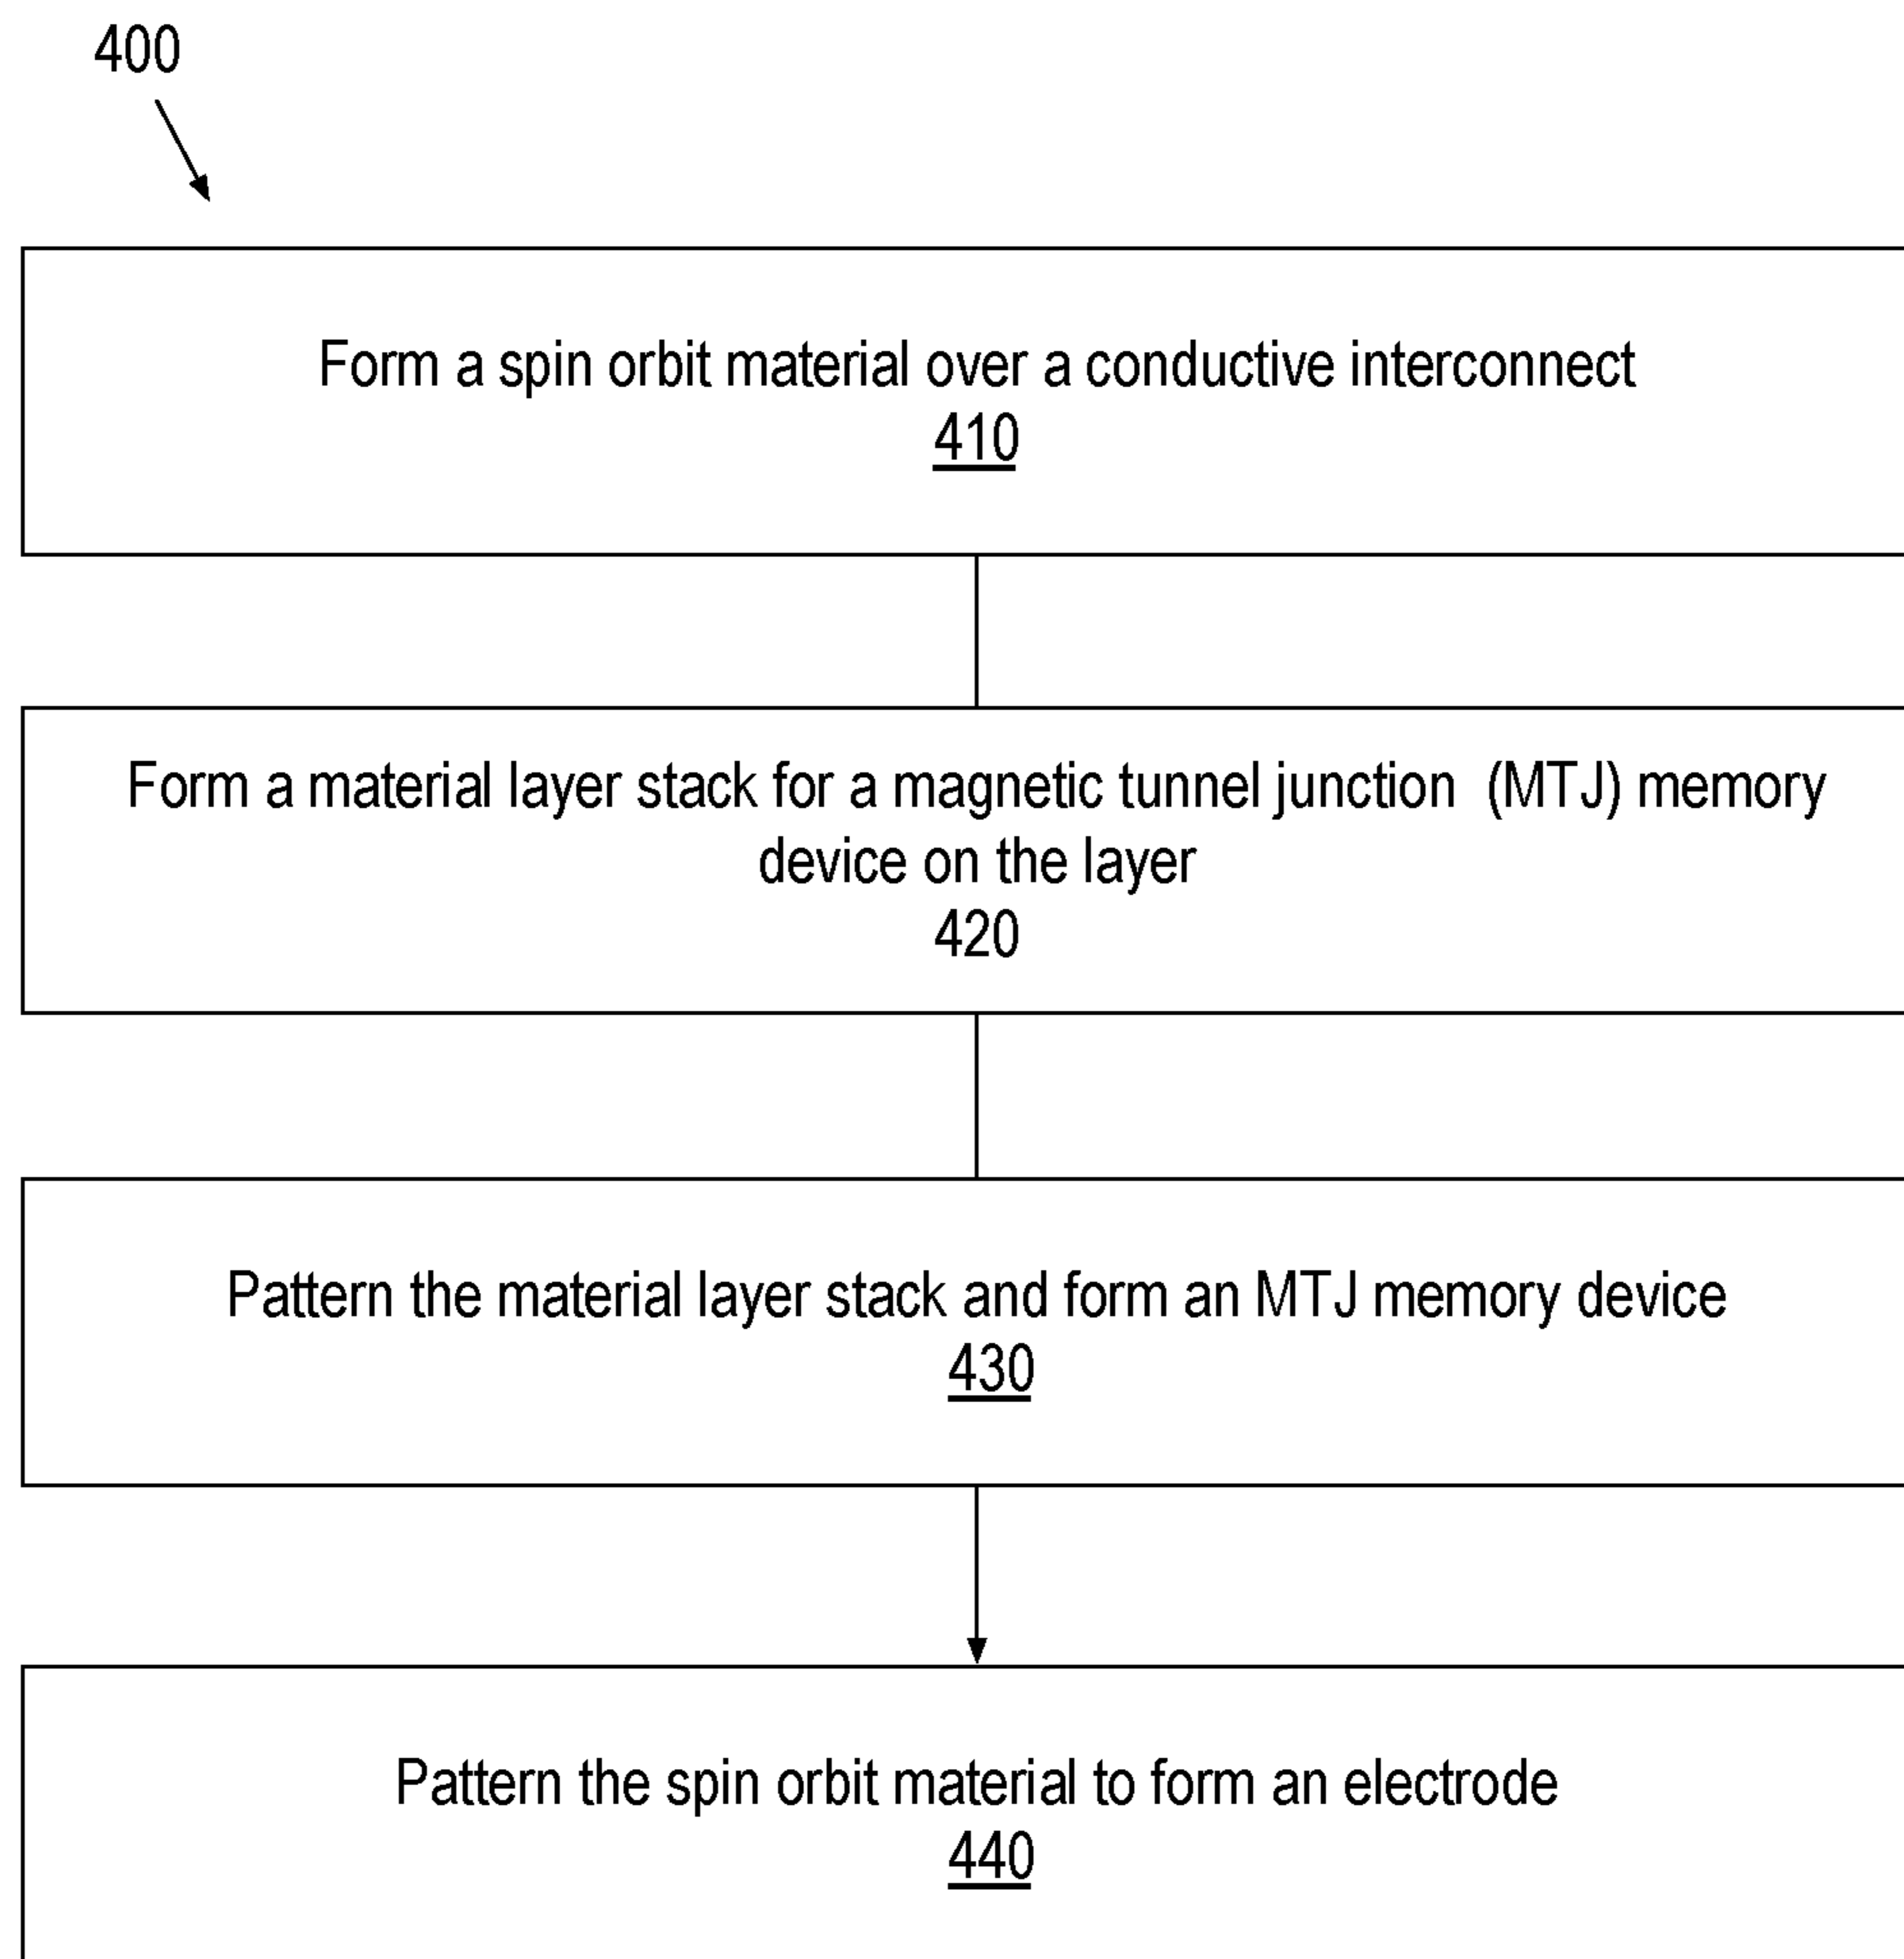 400
Form a spin orbit material over a conductive interconnect
410
Form a material layer stack for a magnetic tunnel junction (MTJ) memory
device on the layer
420
Pattern the material layer stack and form an MTJ memory device
430
Pattern the spin orbit material to form an electrode
440